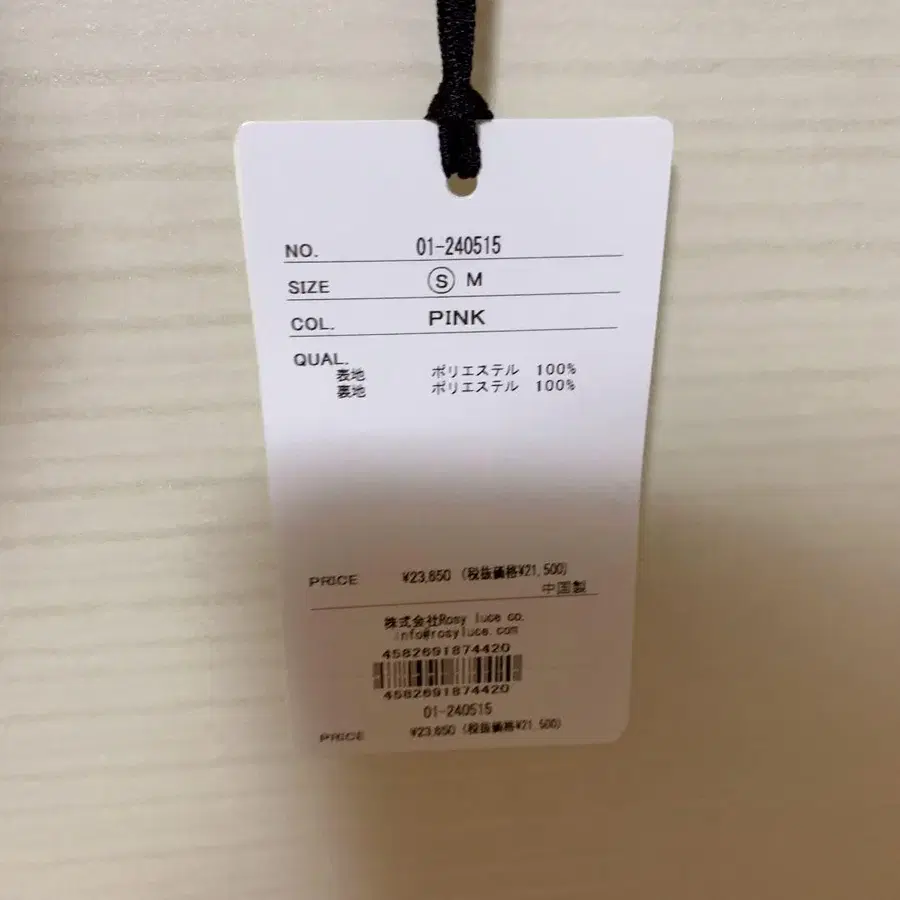 NO. 01-240515
SIZE Ⓢ M
COL. PINK
QUAL.
表地 ポリエステル 100%
裏地 ポリエステル 100%
PRICE ¥23,650 (税抜価格¥21,500)
中国製
株式会社Rosy luce co.
info@rosyluce.com
4582691874420
4582691874420
01-240515
PRICE ¥23,650 (税抜価格¥21,500)